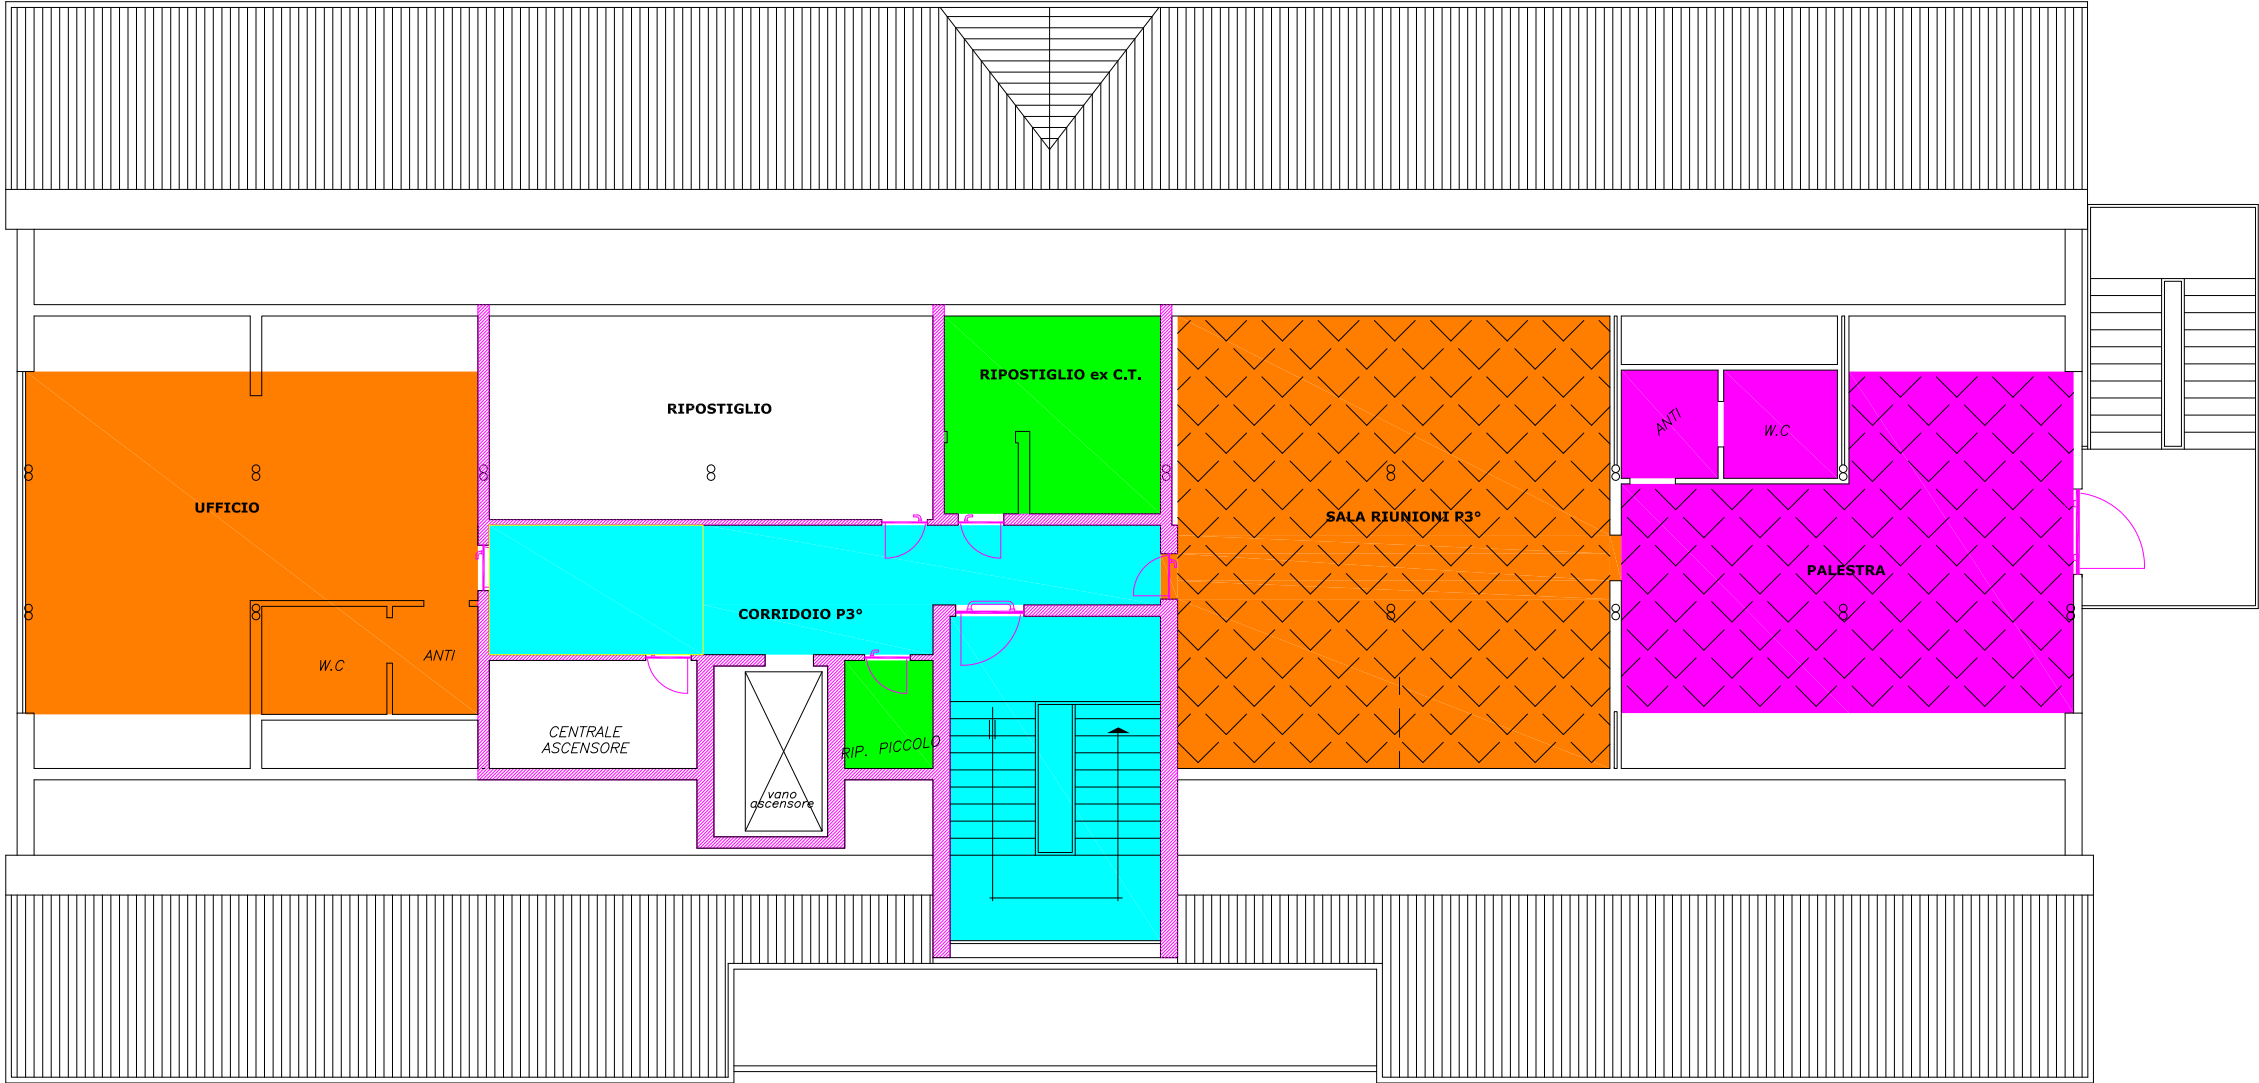 RIPOSTIGLIO ex C.T.
RIPOSTIGLIO
ANTI
W.C
UFFICIO
SALA RIUNIONI P3°
PALESTRA
CORRIDOIO P3°
W.C
ANTI
CENTRALE
ASCENSORE
RIP. PICCOLO
vano
ascensore